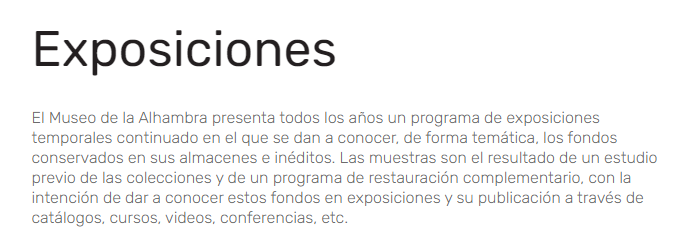 Exposiciones
El Museo de la Alhambra presenta todos los años un programa de exposiciones
temporales continuado en el que se dan a conocer, de forma temática, los fondos
conservados en sus almacenes e inéditos. Las muestras son el resultado de un estudio
previo de las colecciones y de un programa de restauración complementario, con la
intención de dar a conocer estos fondos en exposiciones y su publicación a través de
catálogos, cursos, videos, conferencias, etc.